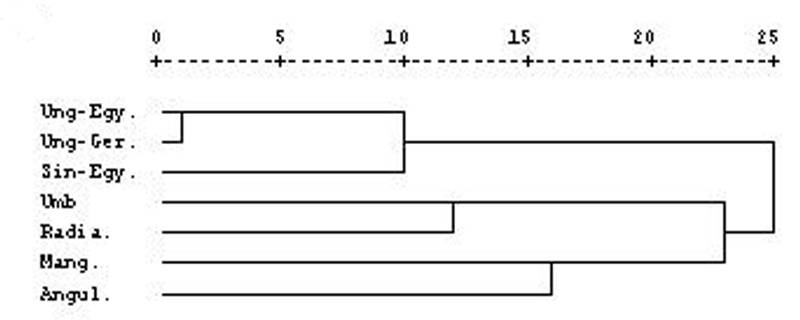 0 5 10 15 20 25
Ung-Egy.
Ung-Ger.
Sin-Egy.
Umb
Radia.
Mang.
Angul.